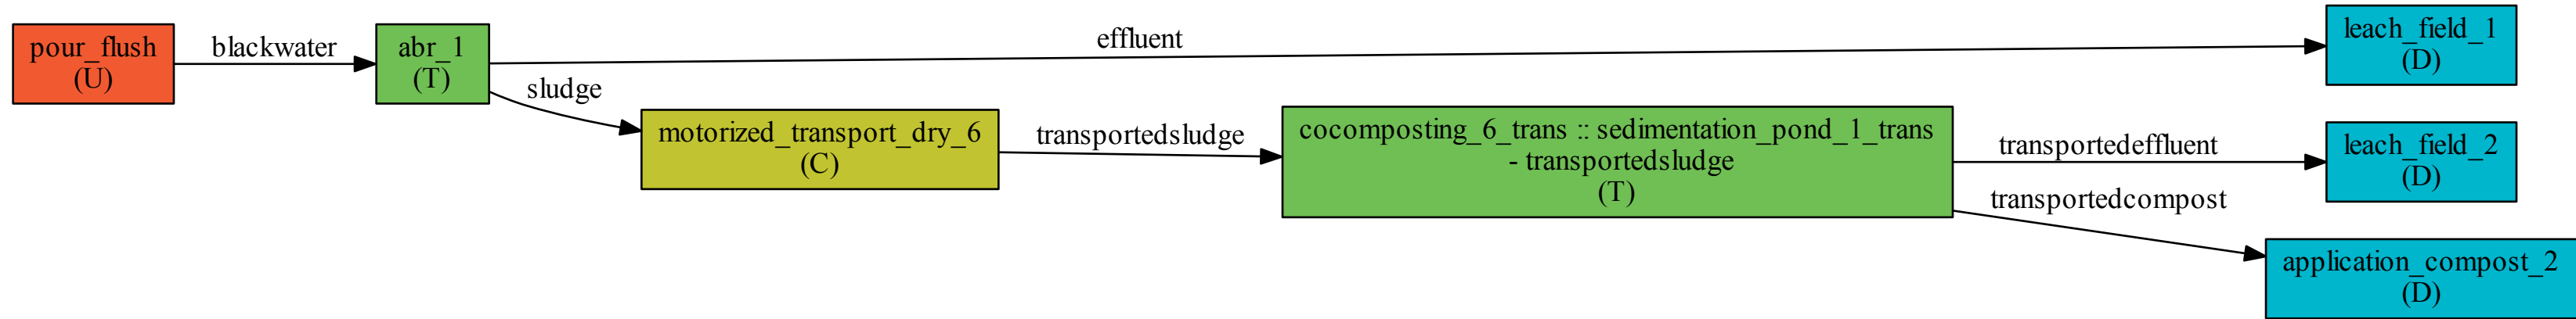 pour_flush
(U)
blackwater
abr_1
(T)
effluent
leach_field_1
(D)
sludge
motorized_transport_dry_6
(C)
transportedsludge
cocomposting_6_trans :: sedimentation_pond_1_trans
- transportedsludge
(T)
transportedeffluent
leach_field_2
(D)
transportedcompost
application_compost_2
(D)